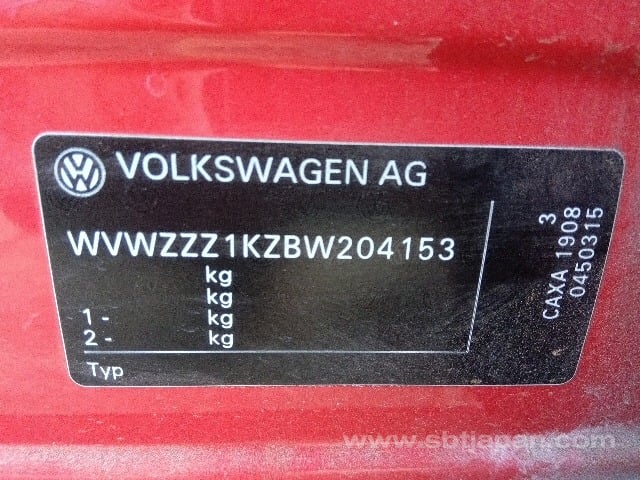 VOLKSWAGEN AG
WVWZZZ1KZBW204153
kg
kg
1 - kg
2 - kg
Typ
3
CAXA 1908
0450315
www.sbtjapan.com